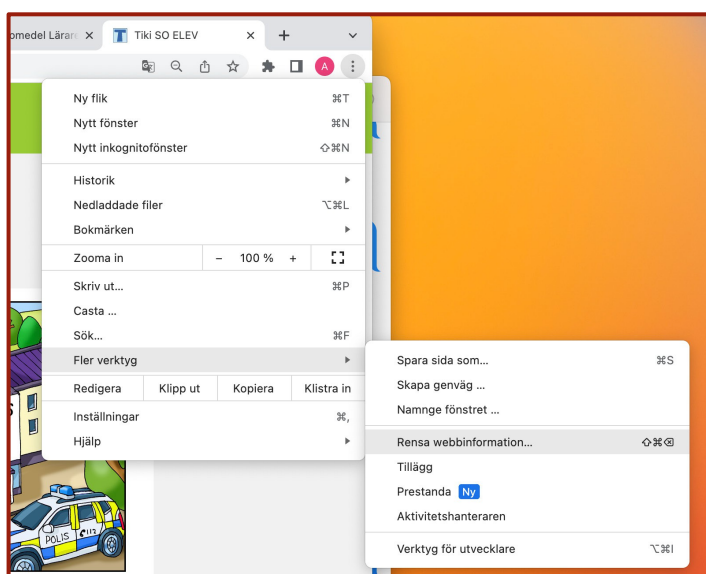 omedel Lärare
Tiki SO ELEV
A
Ny flik ⌘T
Nytt fönster ⌘N
Nytt inkognitofönster ⇧⌘N
Historik
Nedladdade filer ⌥⌘L
Bokmärken
Zooma in – 100 % +
Skriv ut... ⌘P
Casta ...
Sök... ⌘F
Fler verktyg
Redigera Klipp ut Kopiera Klistra in
Inställningar ⌘,
Hjälp
Spara sida som... ⌘S
Skapa genväg ...
Namnge fönstret ...
Rensa webbinformation... ⇧⌘⌫
Tillägg
Prestanda Ny
Aktivitetshanteraren
Verktyg för utvecklare ⌥⌘I
POLIS 6112